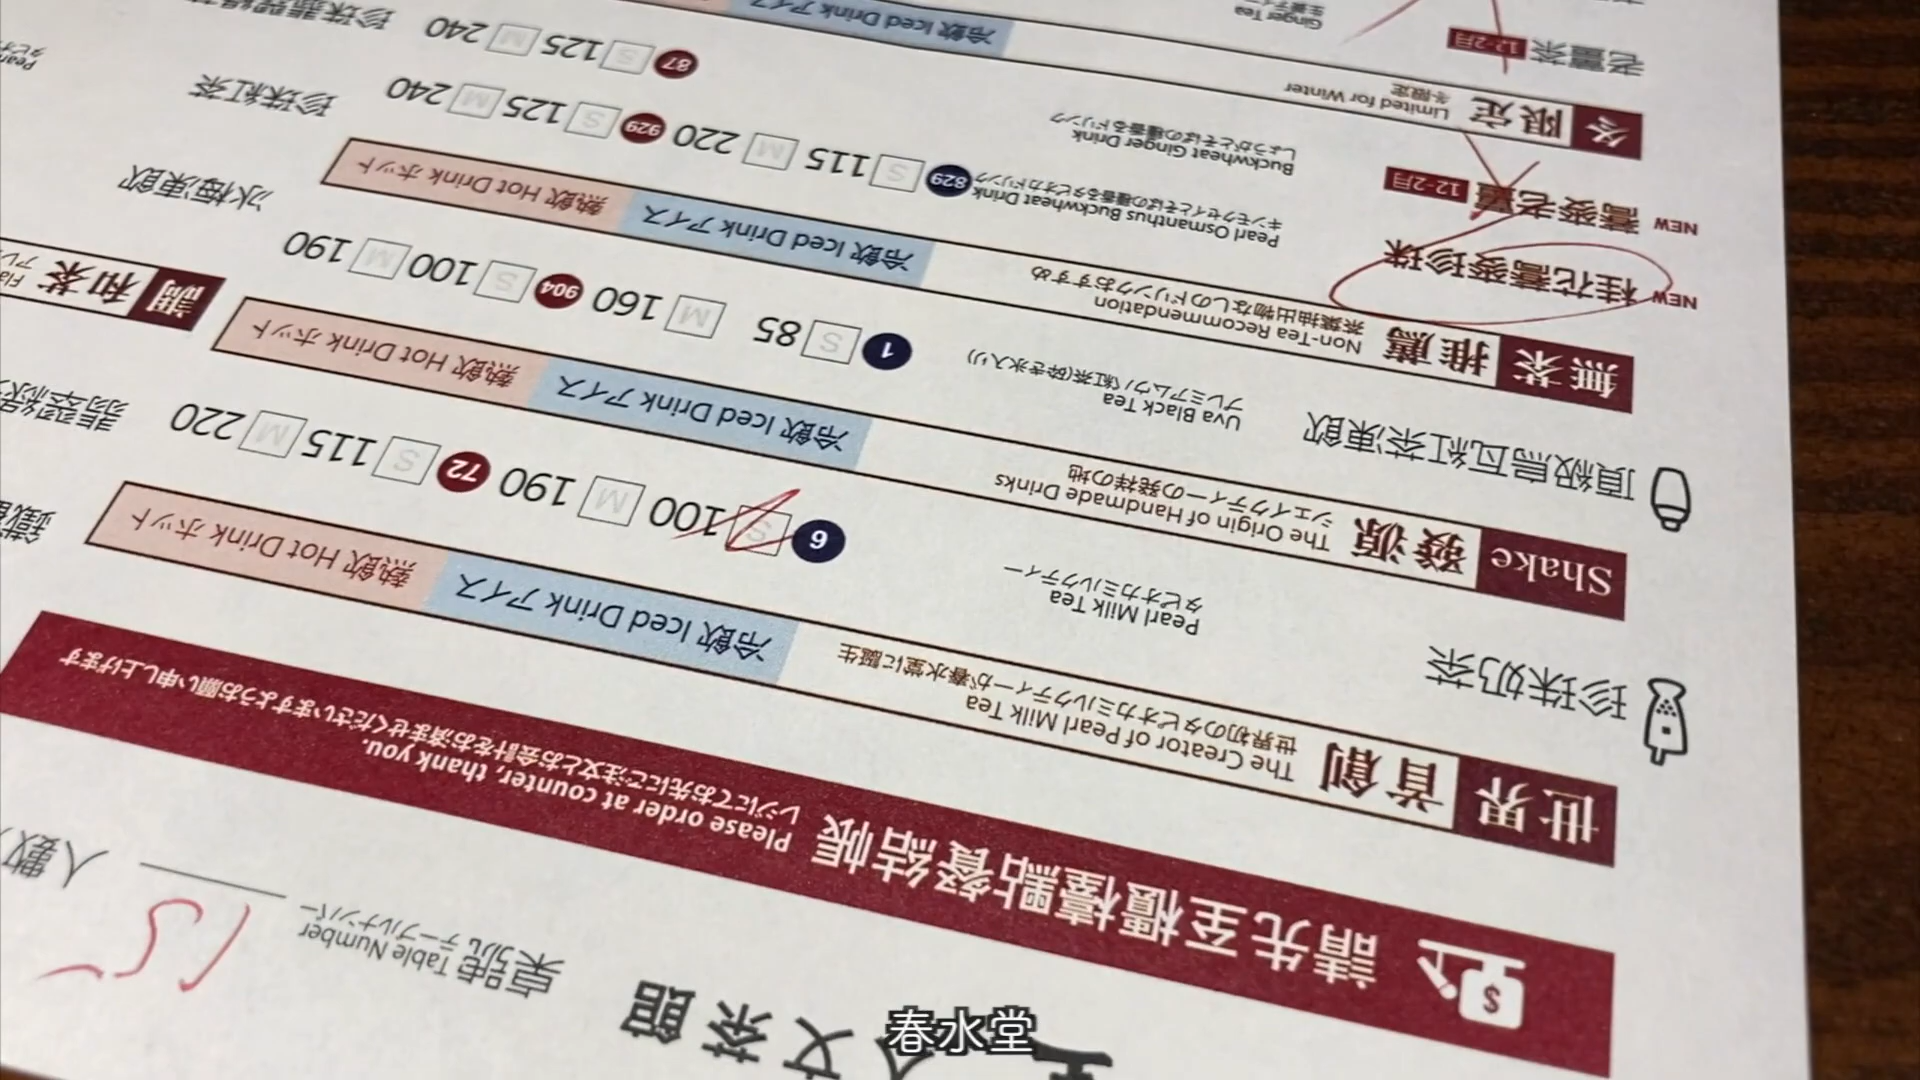 人文茶館
桌號 Table Number
テーブルナンバー
15
人數
請先至櫃檯點餐結帳
Please order at counter, thank you.
レジにてお先にご注文とお会計をお済ませくださいますようお願い申し上げます
世界 首創
The Creator of Pearl Milk Tea
世界初のタピオカミルクティーが春水堂に誕生
冷飲 Iced Drink アイス
熱飲 Hot Drink ホット
珍珠奶茶
Pearl Milk Tea
タピオカミルクティー
6 S 100 M 190
72 S 115 M 220
Shake 發源
The Origin of Handmade Drinks
シェイクティーの発祥の地
冷飲 Iced Drink アイス
熱飲 Hot Drink ホット
頂級烏瓦紅茶凍飲
Uva Black Tea
プレミアムウバ紅茶(砕き氷入り)
1 S 85 M 160
904 S 100 M 190
無茶 推薦
Non-Tea Recommendation
茶葉抽出物なしのドリンクおすすめ
冷飲 Iced Drink アイス
熱飲 Hot Drink ホット
NEW 桂花蕎麥珍珠
Pearl Osmanthus Buckwheat Drink
キンモクセイとそばの種香るタピオカドリンク
829 S 115 M 220
929 S 125 M 240
NEW 蕎麥老薑 12-2月
Buckwheat Ginger Drink
しょうがとそばの種香るドリンク
87 S 125 M 240
冬 限定
Limited for Winter
冬限定
冷飲 Iced Drink アイス
老薑茶 12-2月
Ginger Tea
調 和茶
冰梅凍飲
珍珠紅茶
春水堂